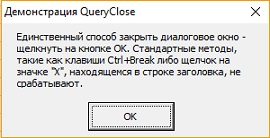 Демонстрация QueryClose
Единственный способ закрыть диалоговое окно -
щелкнуть на кнопке ОК. Стандартные методы,
такие как клавиши Ctrl+Break либо щелчок на
значке "X", находящемся в строке заголовка, не
срабатывают.
ОК